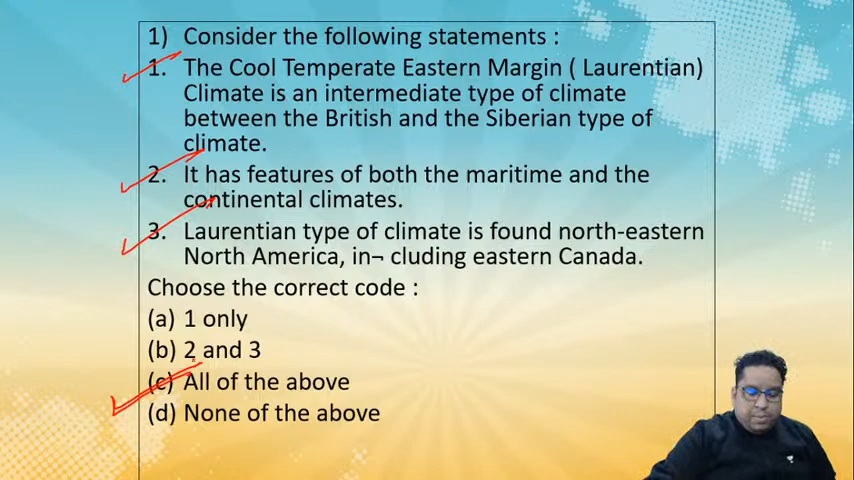 1) Consider the following statements :
1. The Cool Temperate Eastern Margin ( Laurentian)
Climate is an intermediate type of climate
between the British and the Siberian type of
climate.
2. It has features of both the maritime and the
continental climates.
3. Laurentian type of climate is found north-eastern
North America, in¬ cluding eastern Canada.
Choose the correct code :
(a) 1 only
(b) 2 and 3
(c) All of the above
(d) None of the above